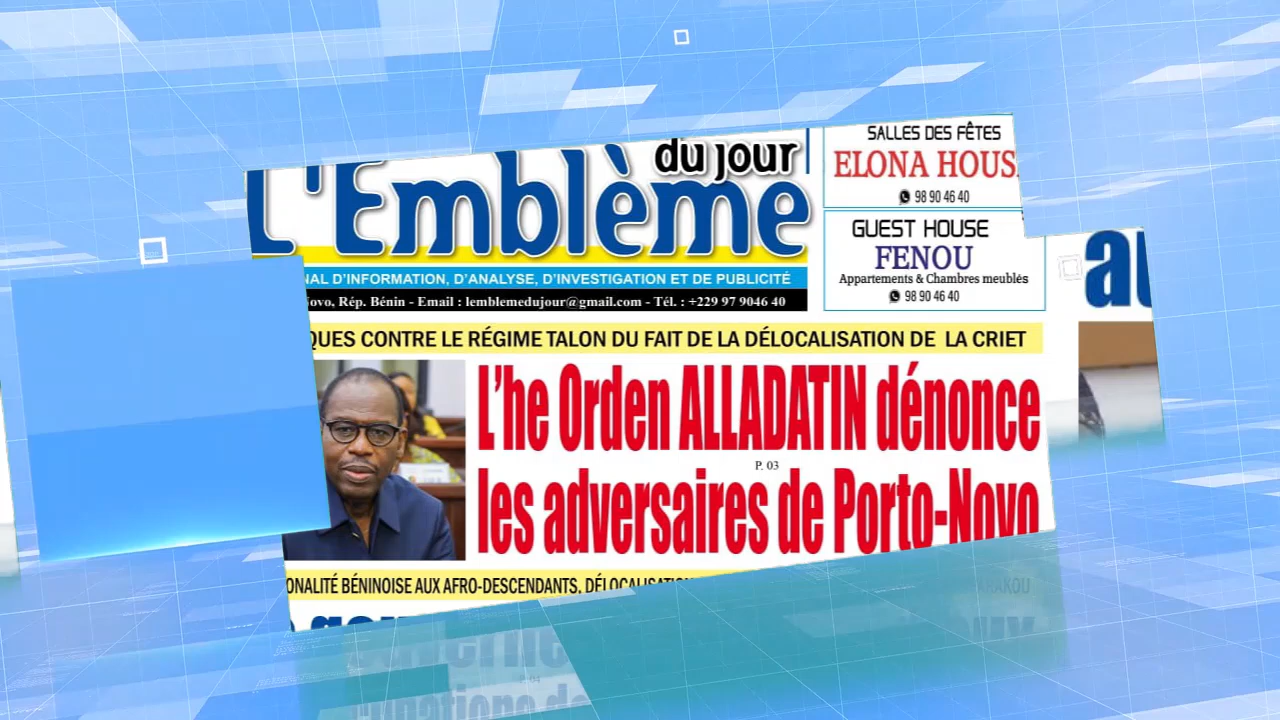 du jour
L'Emblème
SALLES DES FÊTES
ELONA HOUS
98 90 46 40
GUEST HOUSE
FENOU
Appartements & Chambres meublés
98 90 46 40
NAL D'INFORMATION, D'ANALYSE, D'INVESTIGATION ET DE PUBLICITÉ
ovo, Rép. Bénin - Email : lemblemedujour@gmail.com - Tél. : +229 97 9046 40
QUES CONTRE LE RÉGIME TALON DU FAIT DE LA DÉLOCALISATION DE LA CRIET
L'he Orden ALLADATIN dénonce
P. 03
les adversaires de Porto-Novo
ONALITÉ BÉNINOISE AUX AFRO-DESCENDANTS, DÉLOCALISATION
au